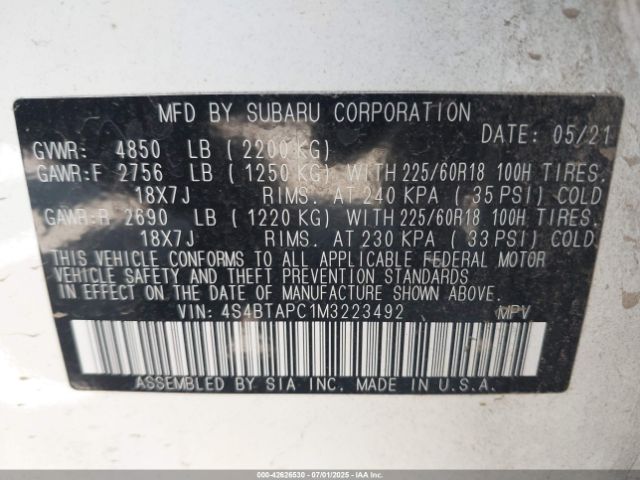 MFD BY SUBARU CORPORATION
DATE: 05/21
GVWR: 4850 LB ( 2200 KG)
GAWR:F 2756 LB ( 1250 KG) WITH 225/60R18 100H TIRES.
18X7J RIMS. AT 240 KPA ( 35 PSI) COLD
GAWR:R 2690 LB ( 1220 KG) WITH 225/60R18 100H TIRES.
18X7J RIMS. AT 230 KPA ( 33 PSI) COLD
THIS VEHICLE CONFORMS TO ALL APPLICABLE FEDERAL MOTOR
VEHICLE SAFETY AND THEFT PREVENTION STANDARDS
IN EFFECT ON THE DATE OF MANUFACTURE SHOWN ABOVE.
VIN: 4S4BTAPC1M3223492 MPV
ASSEMBLED BY SIA INC. MADE IN U.S.A.
000-42626530 - 07/01/2025 - IAAI.COM